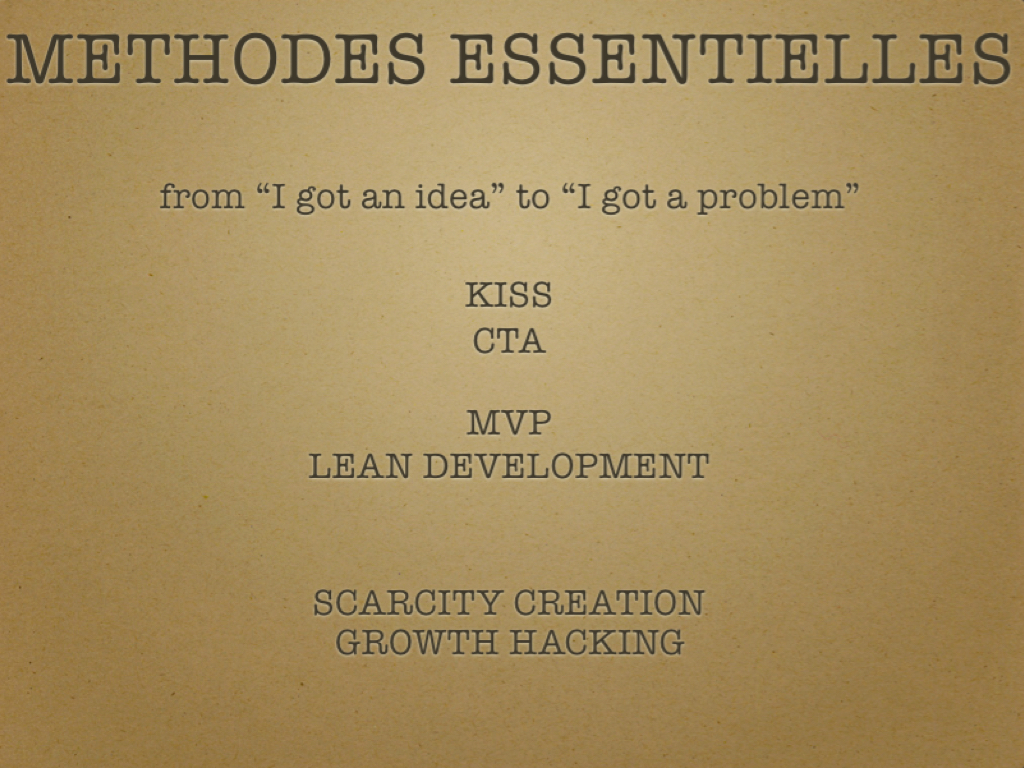 METHODES ESSENTIELLES
from “I got an idea” to “I got a problem”
KISS
CTA
MVP
LEAN DEVELOPMENT
SCARCITY CREATION
GROWTH HACKING